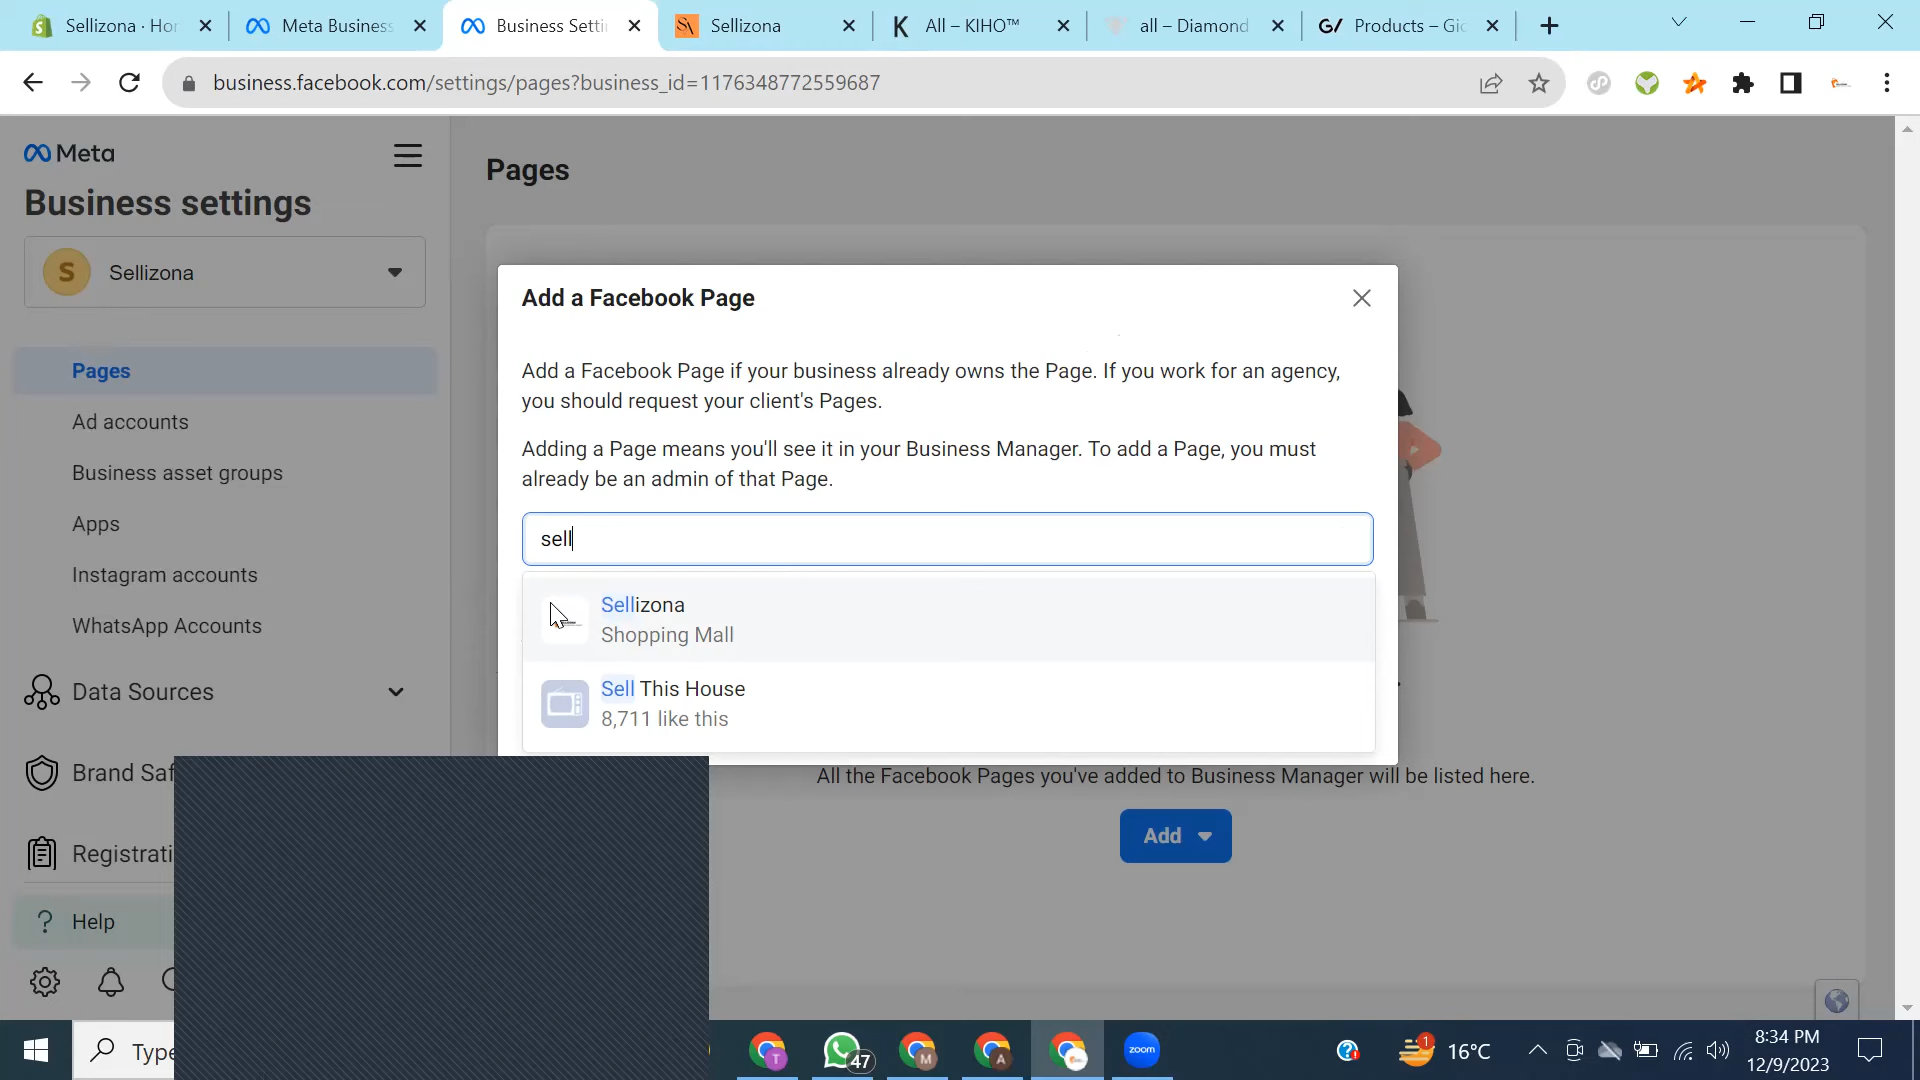 Sellizona · Hor
Meta Business
Business Setti
Sellizona
All – KIHO™
all – Diamond
Products – Gio
business.facebook.com/settings/pages?business_id=1176348772559687
Meta
Business settings
S
Sellizona
Pages
Ad accounts
Business asset groups
Apps
Instagram accounts
WhatsApp Accounts
Data Sources
Brand Saf
Registrati
Help
Pages
Add a Facebook Page
Add a Facebook Page if your business already owns the Page. If you work for an agency,
you should request your client's Pages.
Adding a Page means you'll see it in your Business Manager. To add a Page, you must
already be an admin of that Page.
sell
Sellizona
Shopping Mall
Sell This House
8,711 like this
All the Facebook Pages you've added to Business Manager will be listed here.
Add
Type
T
47
M
A
zoom
1
16°C
8:34 PM
12/9/2023